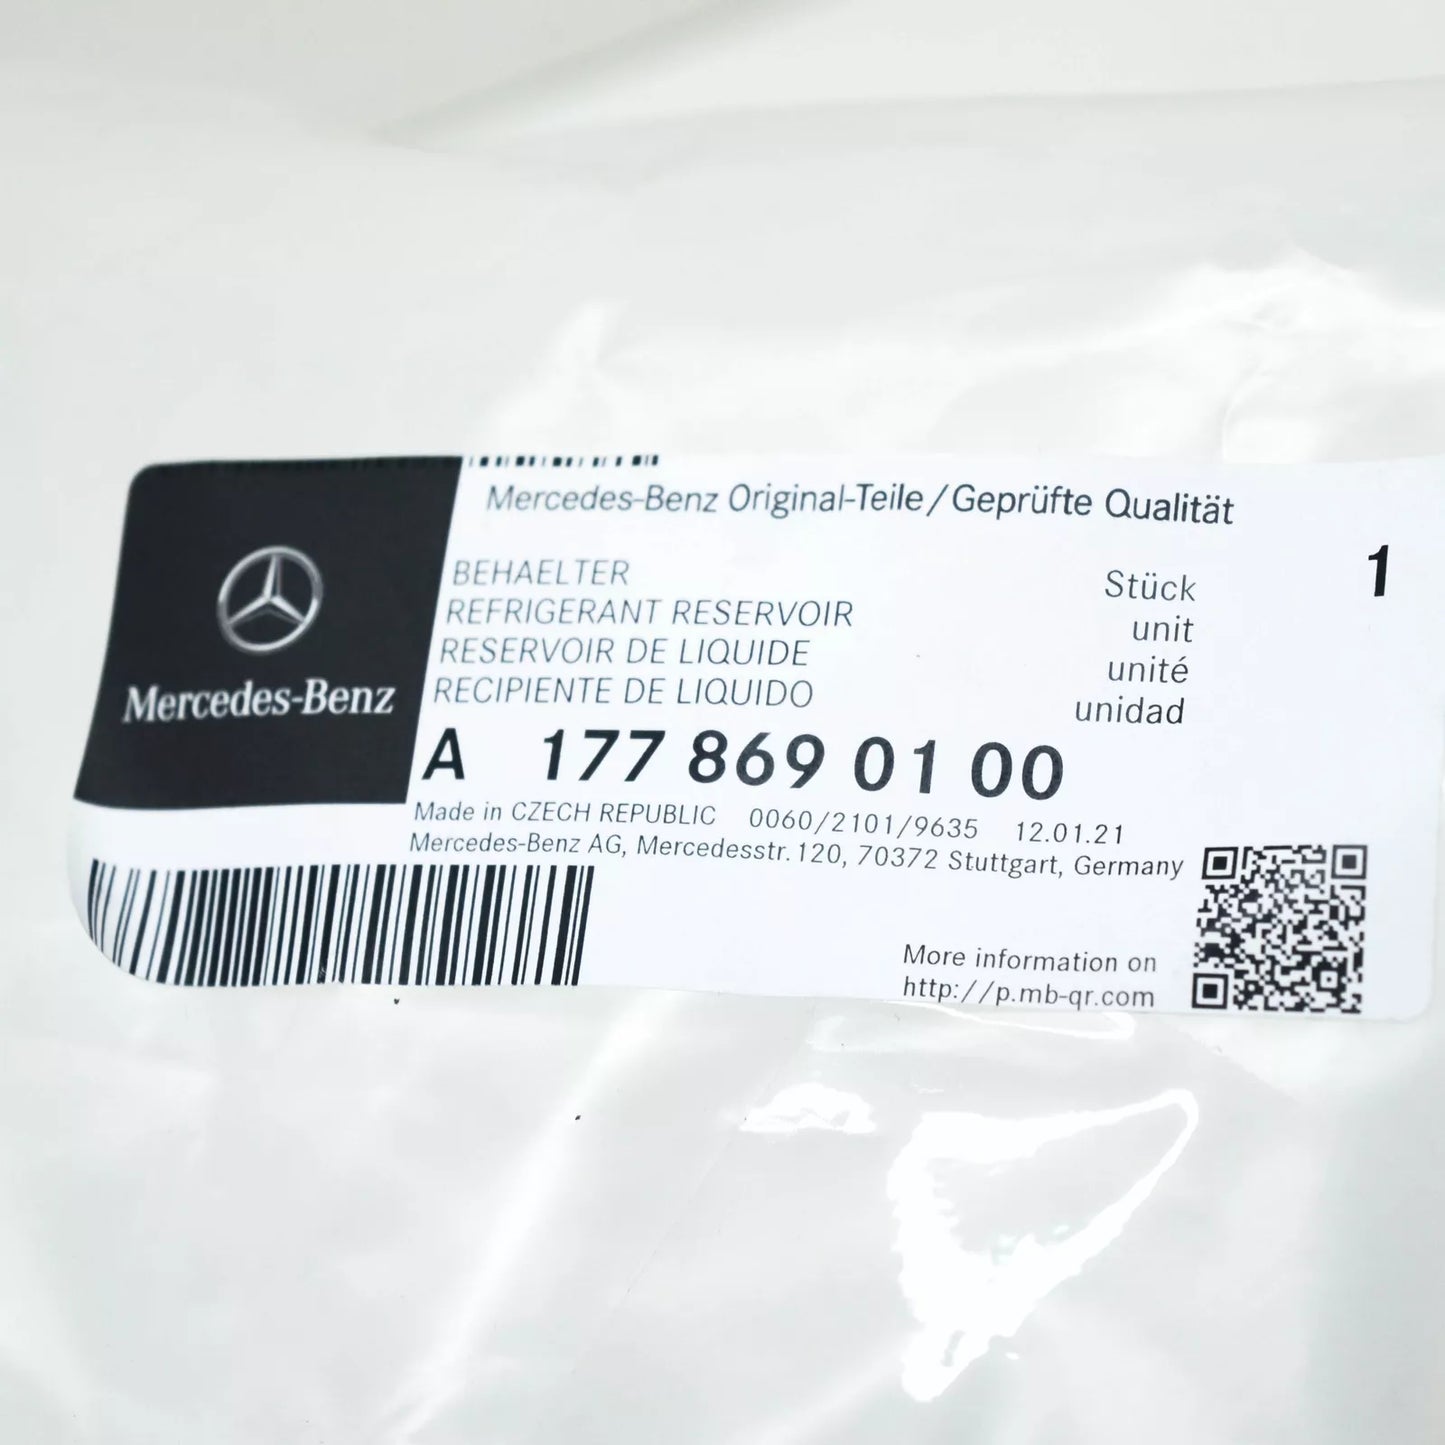 Mercedes-Benz
Mercedes-Benz Original-Teile/Geprüfte Qualität
BEHAELTER
REFRIGERANT RESERVOIR
RESERVOIR DE LIQUIDE
RECIPIENTE DE LIQUIDO
Stück 1
unit
unité
unidad
A 177 869 01 00
Made in CZECH REPUBLIC 0060/2101/9635 12.01.21
Mercedes-Benz AG, Mercedesstr. 120, 70372 Stuttgart, Germany
More information on
http://p.mb-qr.com